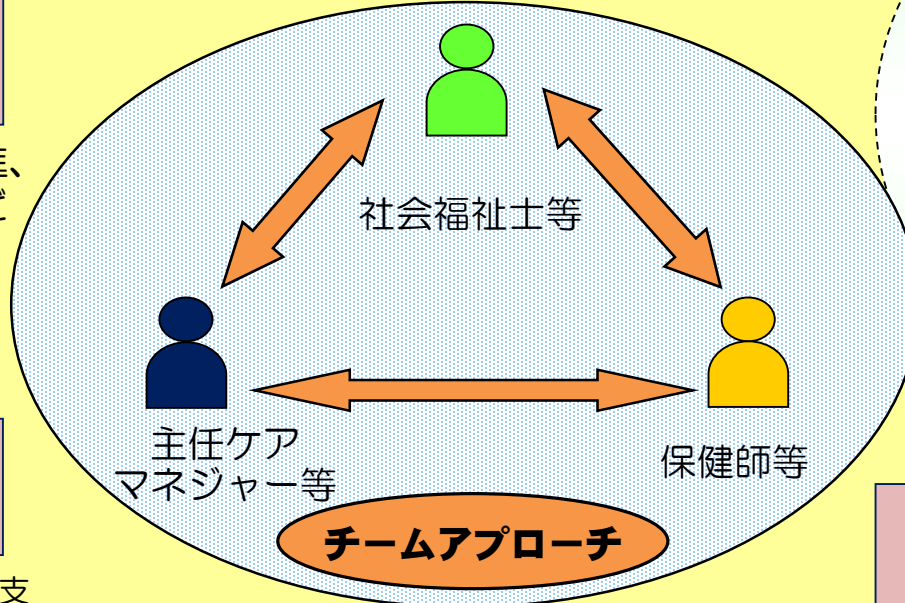 社会福祉士等
主任ケア
マネジャー等
保健師等
チームアプローチ
支